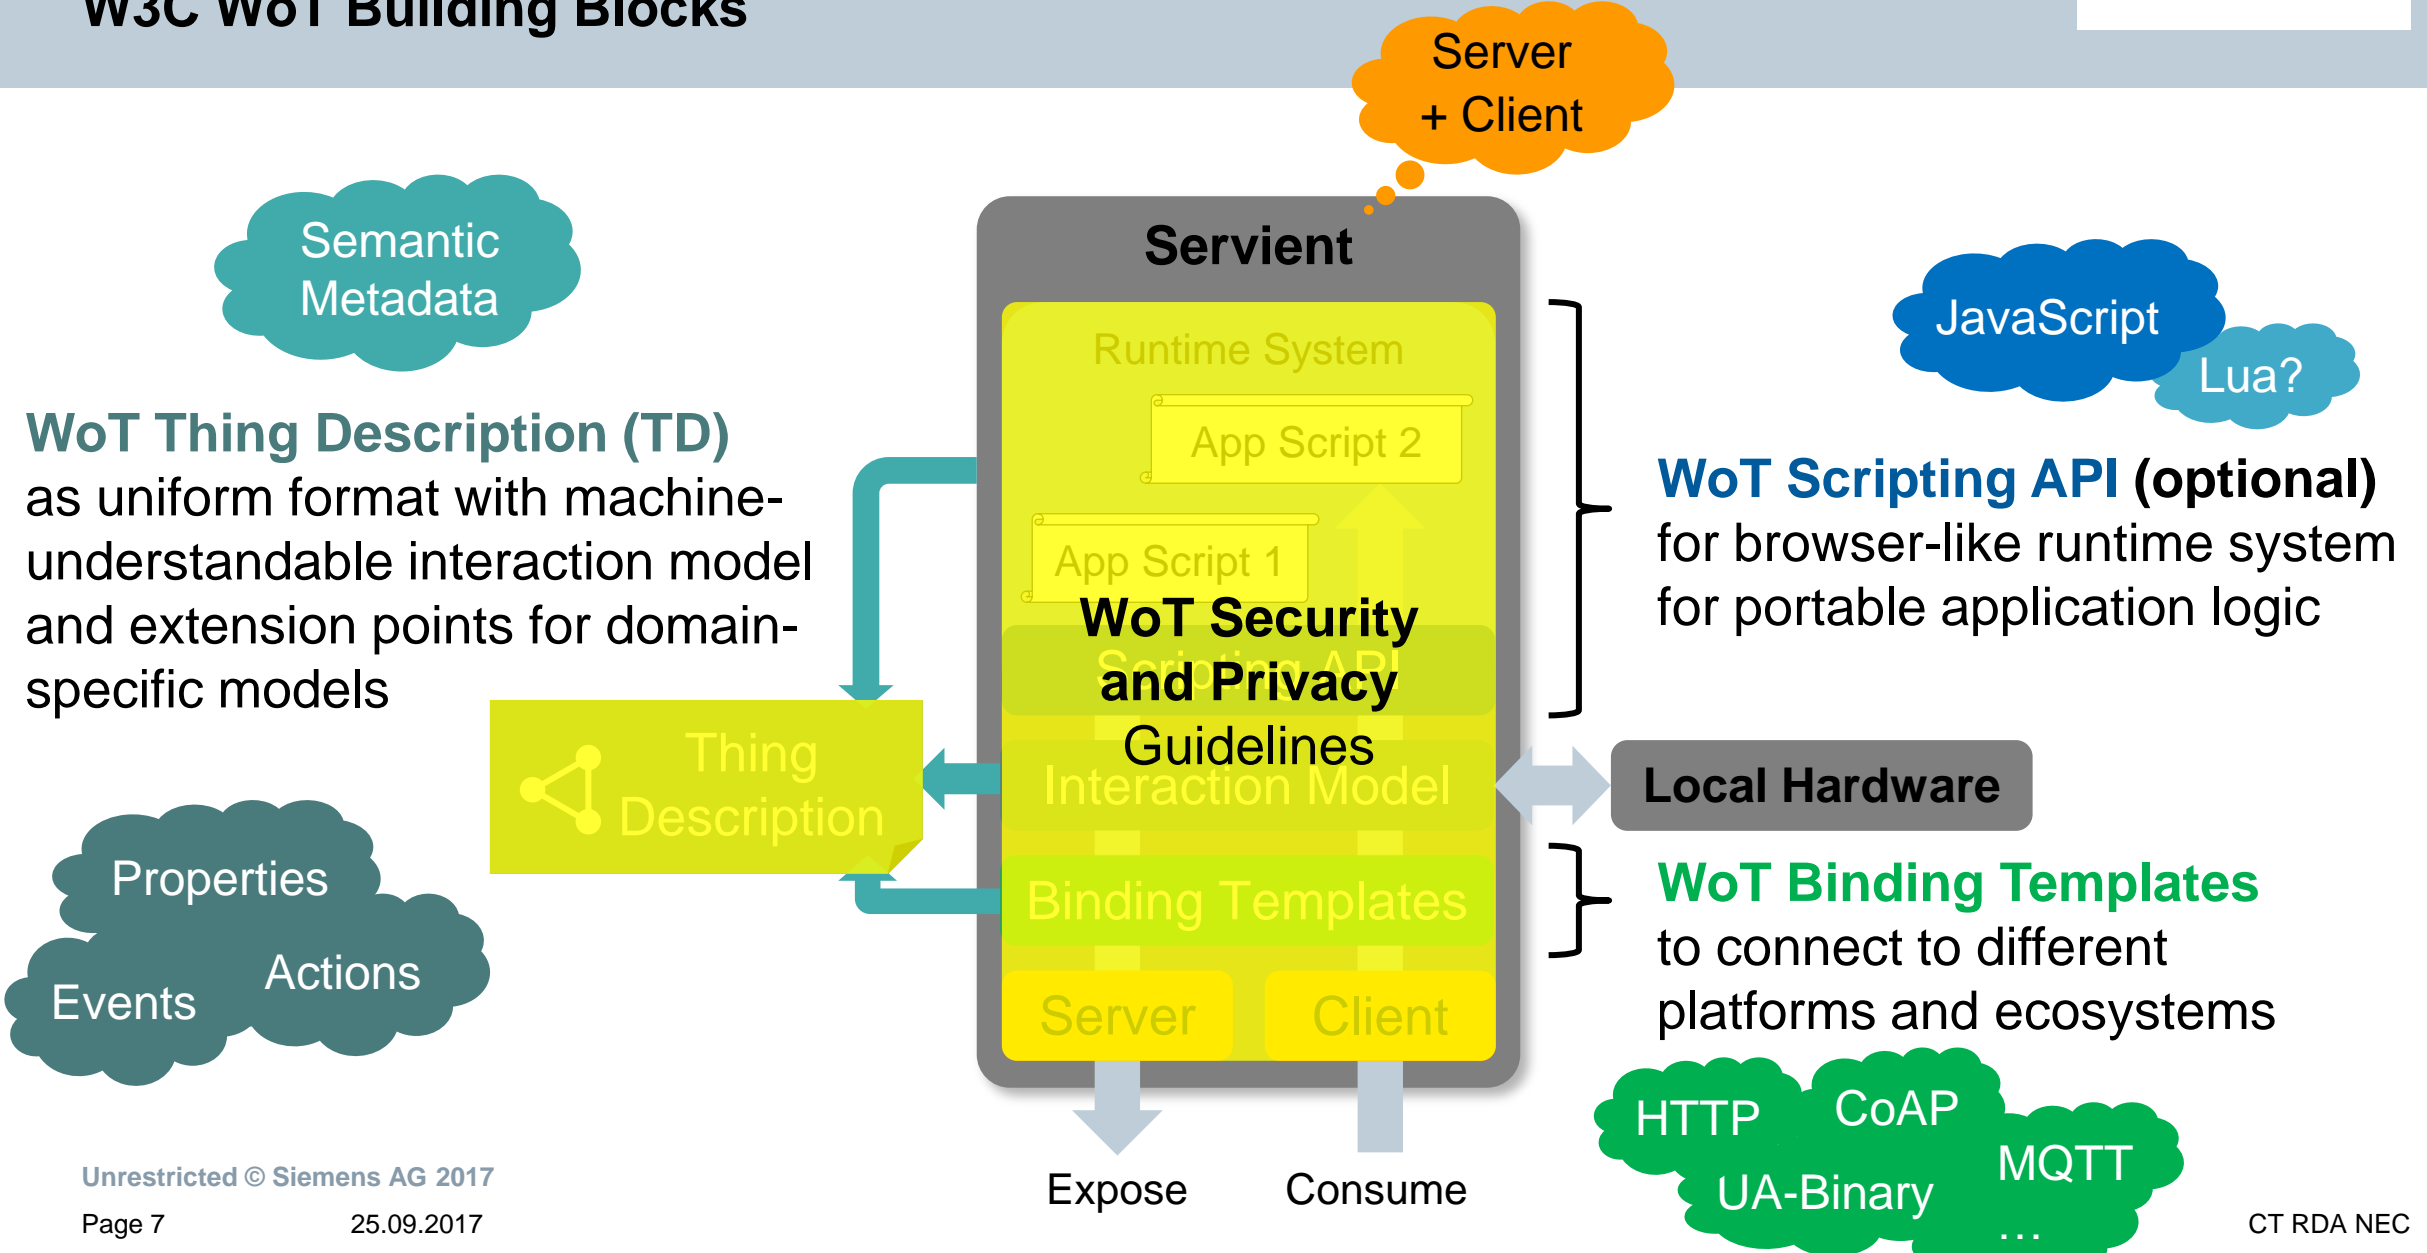 W3C WoT Building Blocks
Server
+ Client
Semantic
Metadata
Servient
JavaScript
Lua?
Runtime System
App Script 2
App Script 1
WoT Thing Description (TD)
as uniform format with machine-
understandable interaction model
and extension points for domain-
specific models
WoT Scripting API (optional)
for browser-like runtime system
for portable application logic
WoT Security
and Privacy
Guidelines
Scripting API
Thing
Description
Interaction Model
Local Hardware
Binding Templates
WoT Binding Templates
to connect to different
platforms and ecosystems
Properties
Actions
Events
Server
Client
HTTP
CoAP
MQTT
UA-Binary
…
Expose
Consume
Unrestricted © Siemens AG 2017
Page 7
25.09.2017
CT RDA NEC